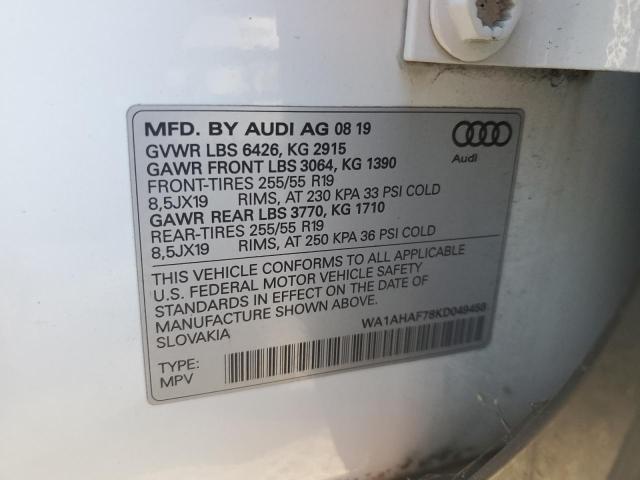 MFD. BY AUDI AG 08 19
GVWR LBS 6426, KG 2915
GAWR FRONT LBS 3064, KG 1390
FRONT-TIRES 255/55 R19
8,5JX19 RIMS, AT 230 KPA 33 PSI COLD
GAWR REAR LBS 3770, KG 1710
REAR-TIRES 255/55 R19
8,5JX19 RIMS, AT 250 KPA 36 PSI COLD
Audi
THIS VEHICLE CONFORMS TO ALL APPLICABLE
U.S. FEDERAL MOTOR VEHICLE SAFETY
STANDARDS IN EFFECT ON THE DATE OF
MANUFACTURE SHOWN ABOVE.
SLOVAKIA
WA1AHAF78KD049458
TYPE:
MPV